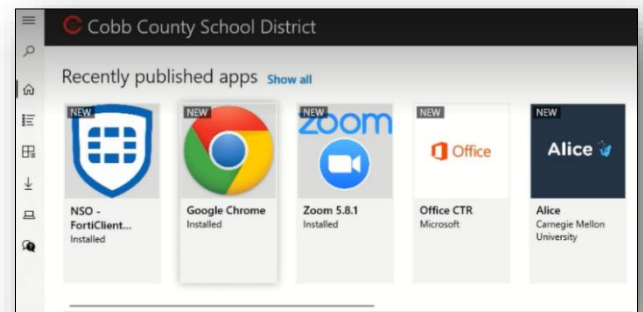 Cobb County School District
Recently published apps Show all
NEW
NEW
NEW
NEW
NEW
zoom
Office
Alice
NSO -
FortiClient...
Installed
Google Chrome
Installed
Zoom 5.8.1
Installed
Office CTR
Microsoft
Alice
Carnegie Mellon
University